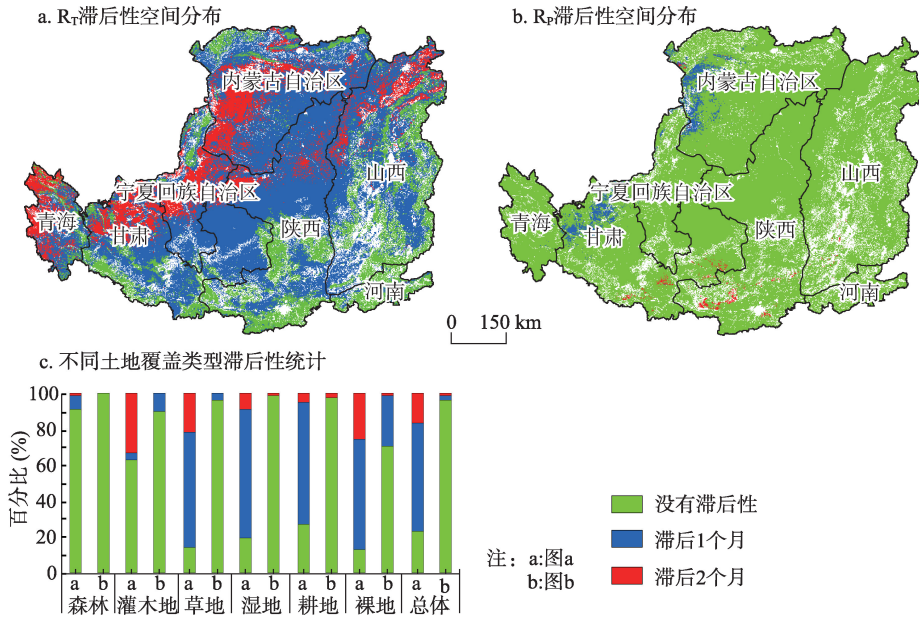 a. R_T滞后性空间分布
b. R_P滞后性空间分布
内蒙古自治区
宁夏回族自治区
青海
甘肃
陕西
山西
河南
内蒙古自治区
宁夏回族自治区
青海
甘肃
陕西
山西
河南
0 150 km
c. 不同土地覆盖类型滞后性统计
百分比 (%)
100
80
60
40
20
0
a b a b a b a b a b a b a b
森林 灌木地 草地 湿地 耕地 裸地 总体
注：a:图a
b:图b
没有滞后性
滞后1个月
滞后2个月